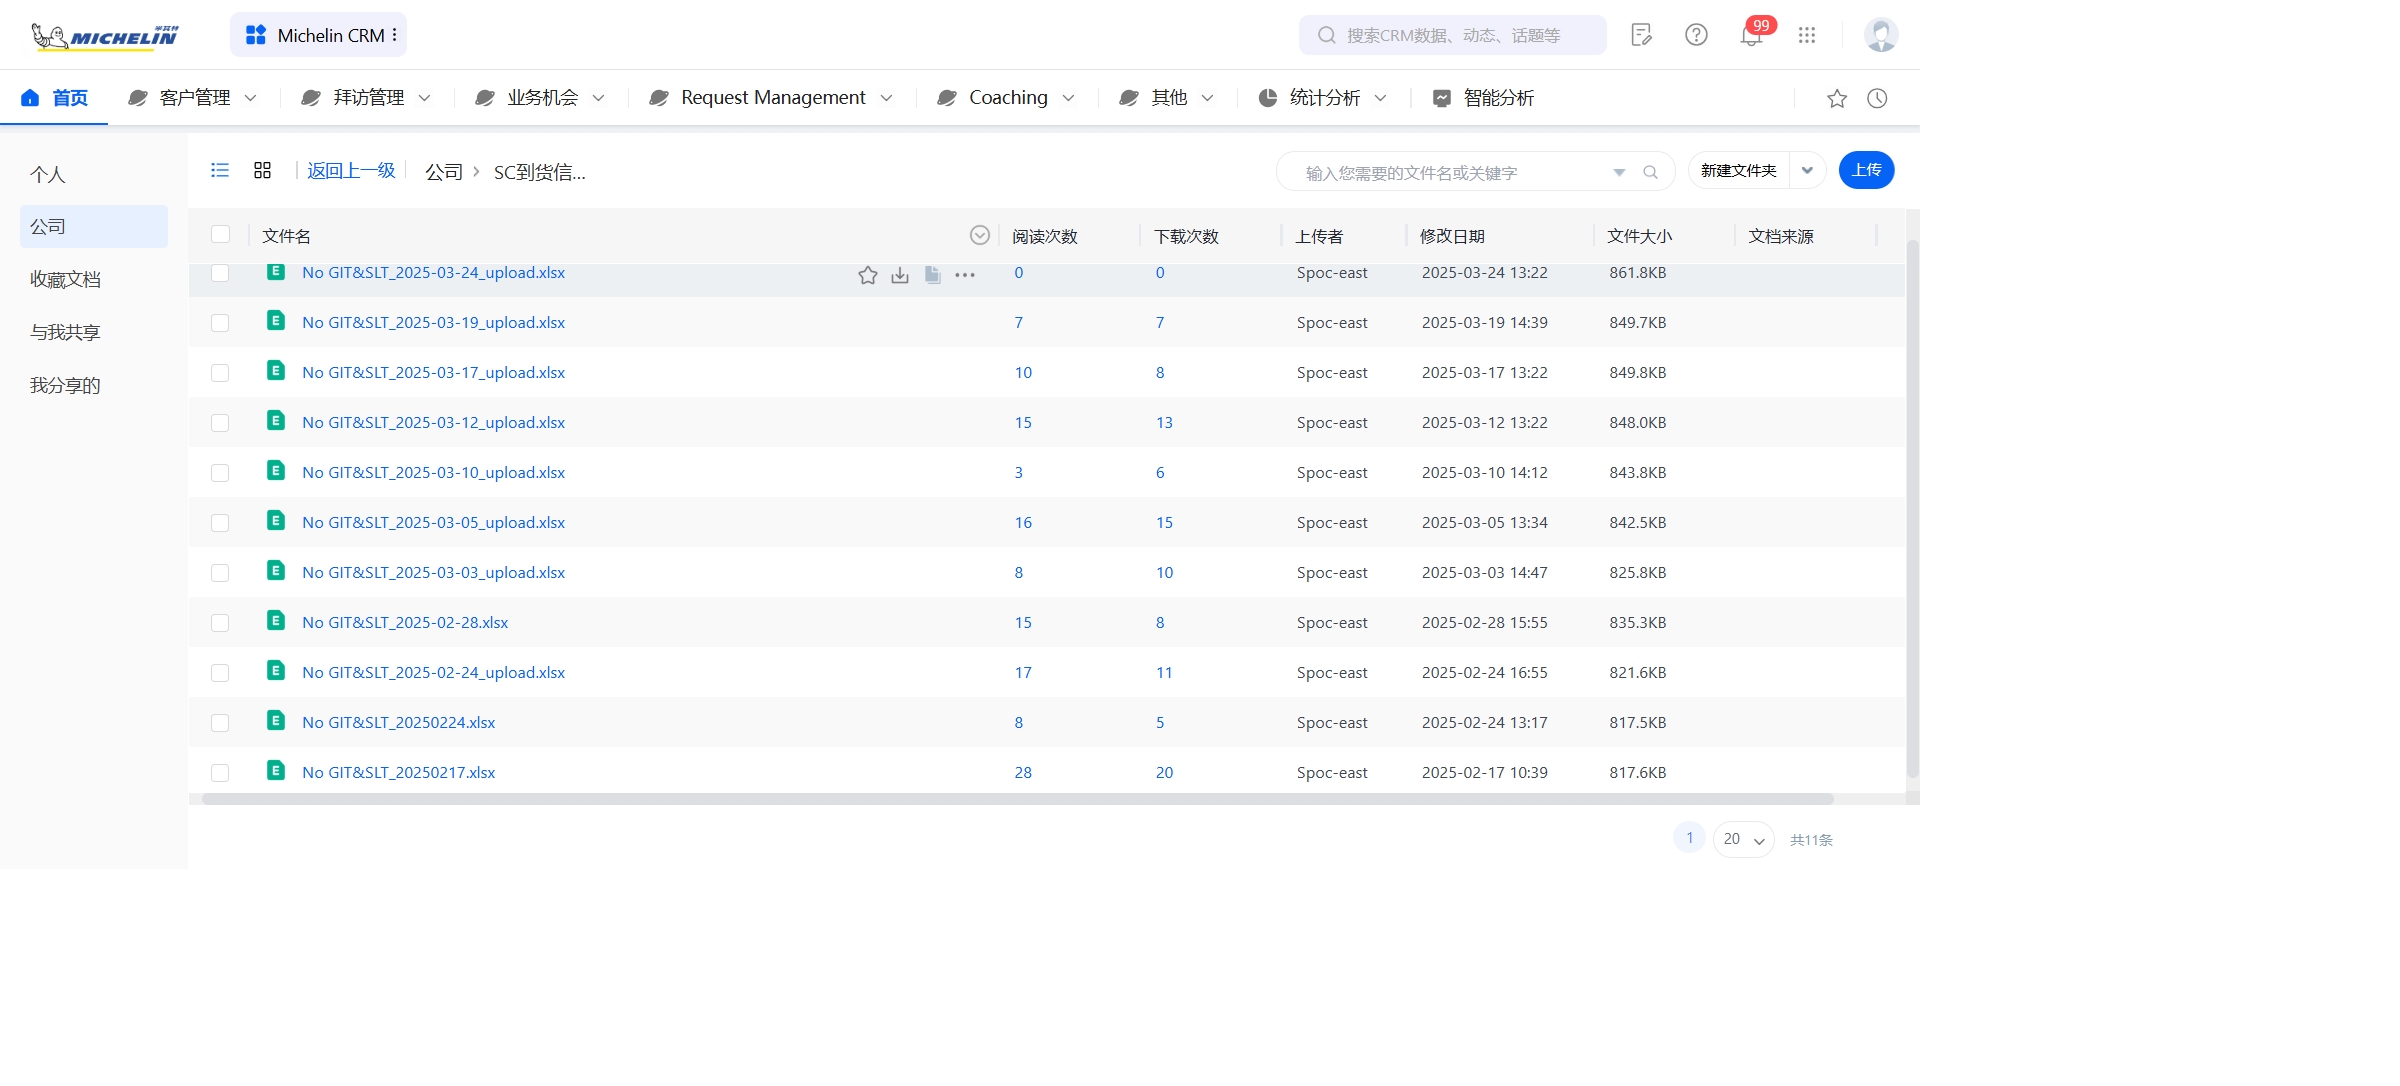 米其林
MICHELIN
Michelin CRM
搜索CRM数据、动态、话题等
99
首页
客户管理
拜访管理
业务机会
Request Management
Coaching
其他
统计分析
智能分析
个人
公司
收藏文档
与我共享
我分享的
返回上一级
公司 › SC到货信...
输入您需要的文件名或关键字
新建文件夹
上传
文件名 阅读次数 下载次数 上传者 修改日期 文件大小 文档来源
No GIT&SLT_2025-03-24_upload.xlsx 0 0 Spoc-east 2025-03-24 13:22 861.8KB
No GIT&SLT_2025-03-19_upload.xlsx 7 7 Spoc-east 2025-03-19 14:39 849.7KB
No GIT&SLT_2025-03-17_upload.xlsx 10 8 Spoc-east 2025-03-17 13:22 849.8KB
No GIT&SLT_2025-03-12_upload.xlsx 15 13 Spoc-east 2025-03-12 13:22 848.0KB
No GIT&SLT_2025-03-10_upload.xlsx 3 6 Spoc-east 2025-03-10 14:12 843.8KB
No GIT&SLT_2025-03-05_upload.xlsx 16 15 Spoc-east 2025-03-05 13:34 842.5KB
No GIT&SLT_2025-03-03_upload.xlsx 8 10 Spoc-east 2025-03-03 14:47 825.8KB
No GIT&SLT_2025-02-28.xlsx 15 8 Spoc-east 2025-02-28 15:55 835.3KB
No GIT&SLT_2025-02-24_upload.xlsx 17 11 Spoc-east 2025-02-24 16:55 821.6KB
No GIT&SLT_20250224.xlsx 8 5 Spoc-east 2025-02-24 13:17 817.5KB
No GIT&SLT_20250217.xlsx 28 20 Spoc-east 2025-02-17 10:39 817.6KB
1 20 共11条